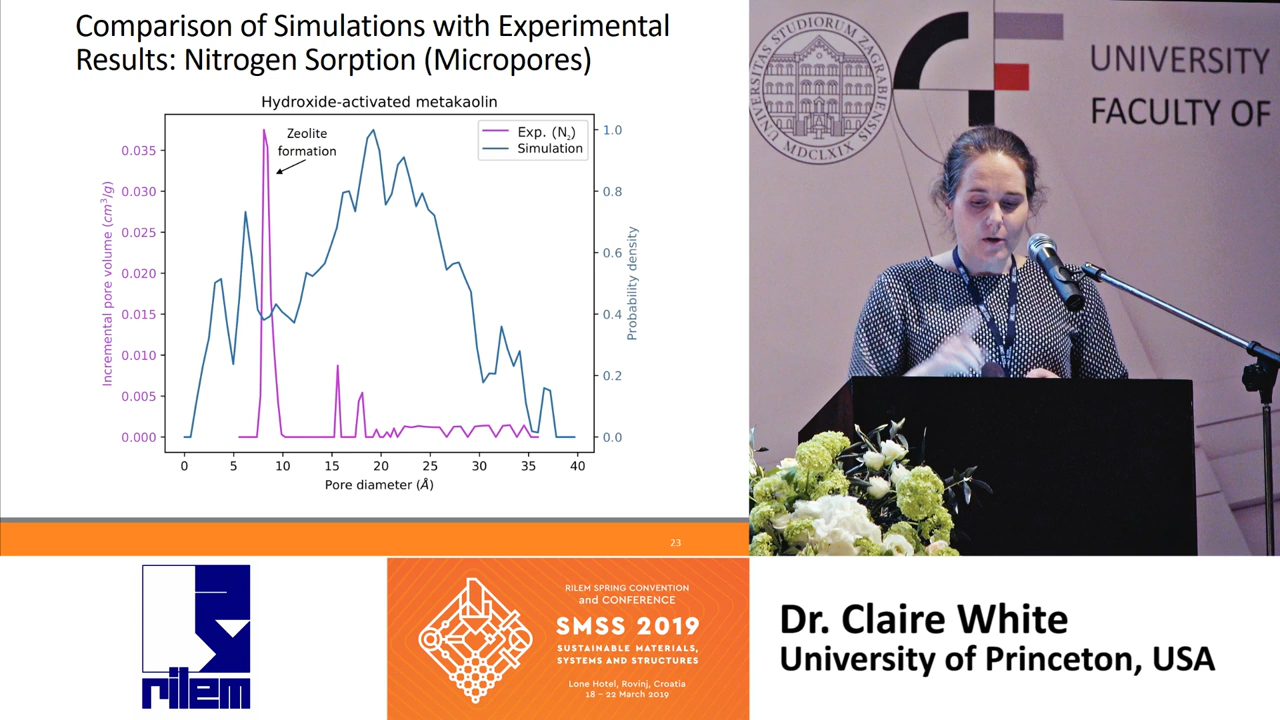 Comparison of Simulations with Experimental
Results: Nitrogen Sorption (Micropores)
Hydroxide-activated metakaolin
Zeolite
formation
Exp. (N2)
Simulation
0.035
0.030
0.025
0.020
0.015
0.010
0.005
0.000
Incremental pore volume (cm³/g)
1.0
0.8
0.6
0.4
0.2
0.0
Probability density
0 5 10 15 20 25 30 35 40
Pore diameter (Å)
23
UNIVERSITAS STUDIORUM ZAGRABIENSIS
MDCLXIX
UNIVERSITY
FACULTY OF
rilem
RILEM SPRING CONVENTION
and CONFERENCE
SMSS 2019
SUSTAINABLE MATERIALS,
SYSTEMS AND STRUCTURES
Lone Hotel, Rovinj, Croatia
18 – 22 March 2019
Dr. Claire White
University of Princeton, USA